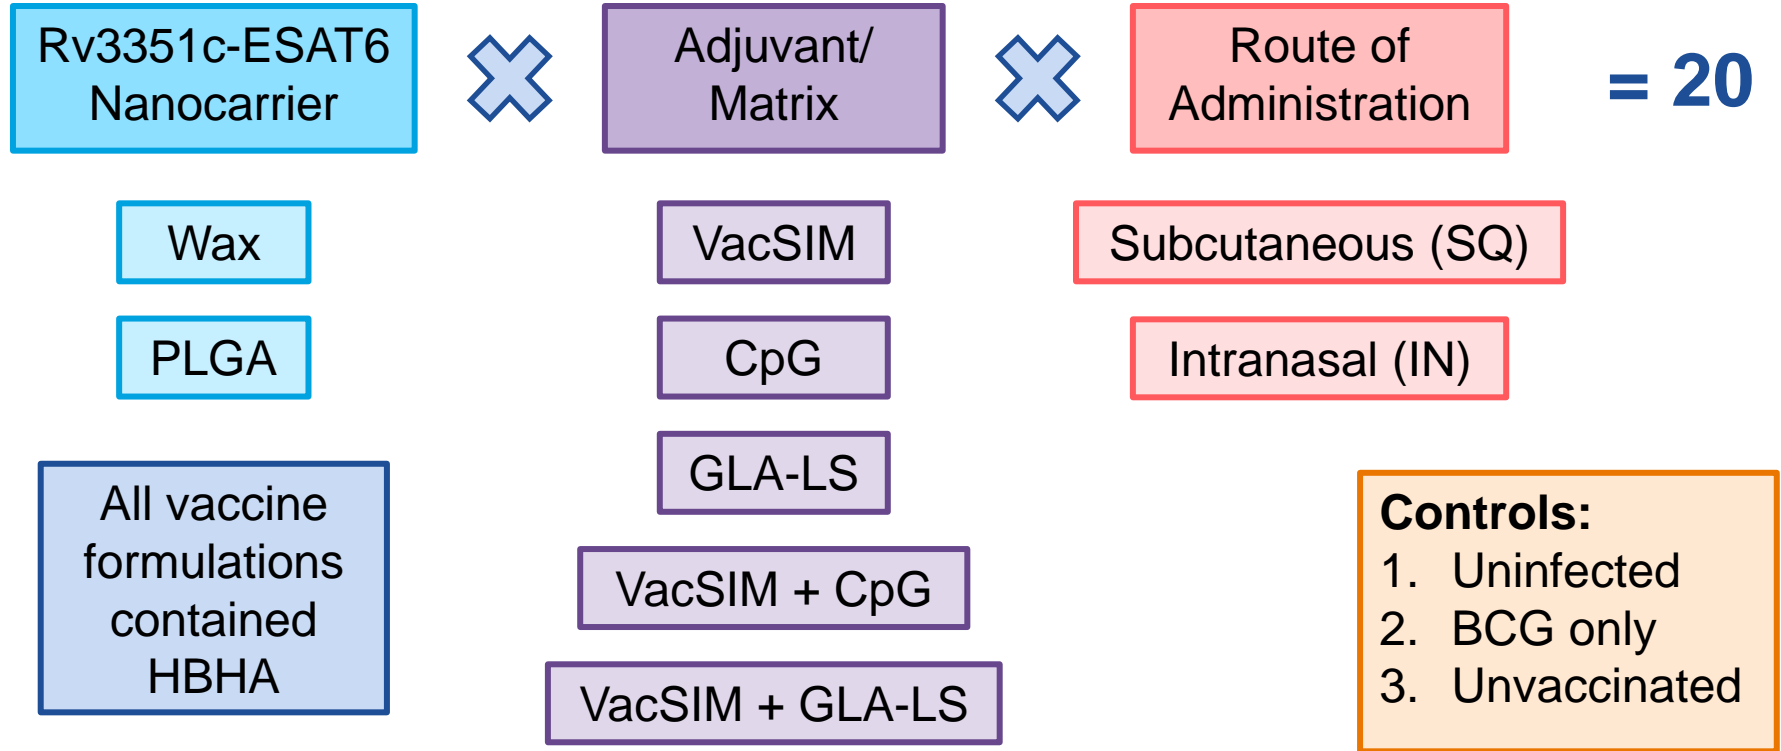 Rv3351c-ESAT6
Nanocarrier
Adjuvant/
Matrix
Route of
Administration
= 20
Wax
PLGA
VacSIM
CpG
GLA-LS
VacSIM + CpG
VacSIM + GLA-LS
Subcutaneous (SQ)
Intranasal (IN)
All vaccine
formulations
contained
HBHA
Controls:
1. Uninfected
2. BCG only
3. Unvaccinated